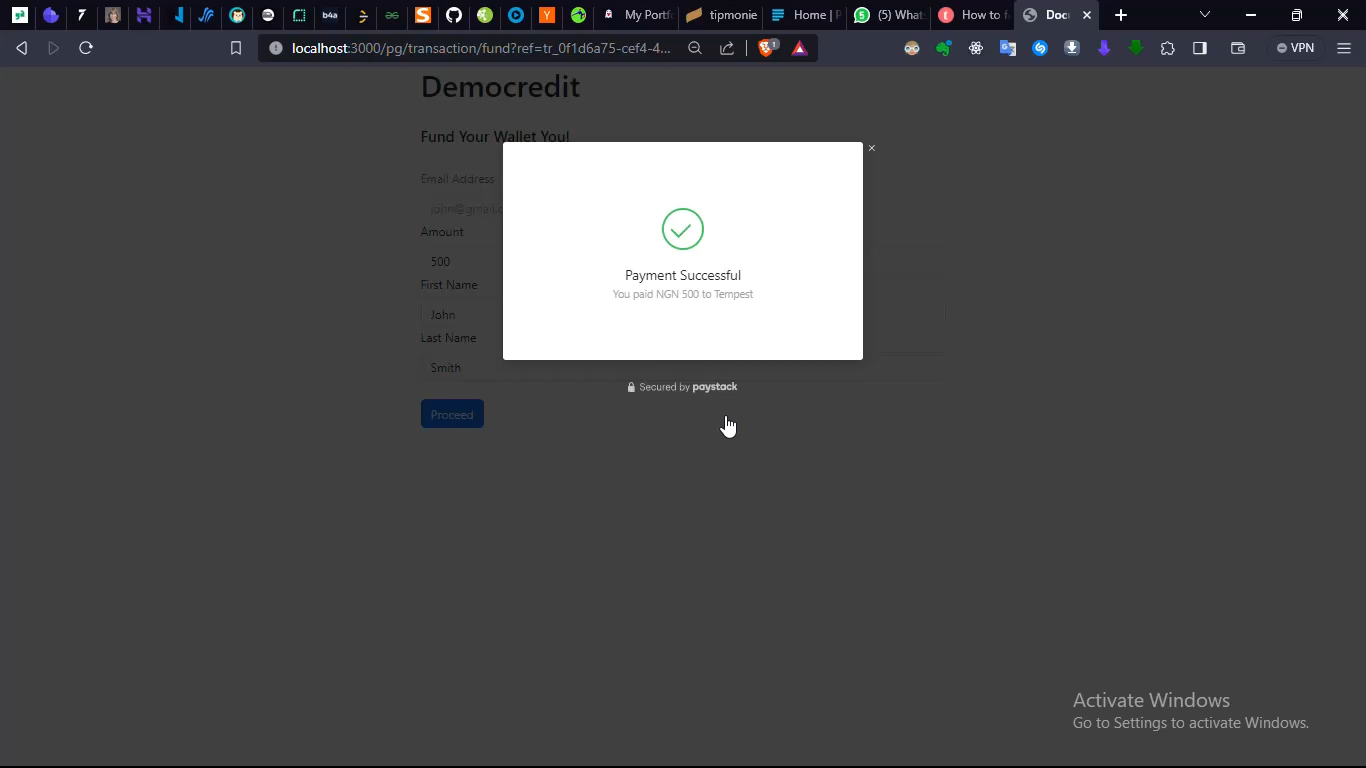 b4a
My Portf
tipmonie
Home | P
(5) What
How to f
Doc
localhost:3000/pg/transaction/fund?ref=tr_0f1d6a75-cef4-4...
1
VPN
Democredit
Fund Your Wallet You!
Email Address
john@gmail.c
Amount
500
First Name
John
Last Name
Smith
Proceed
Payment Successful
You paid NGN 500 to Tempest
Secured by paystack
Activate Windows
Go to Settings to activate Windows.